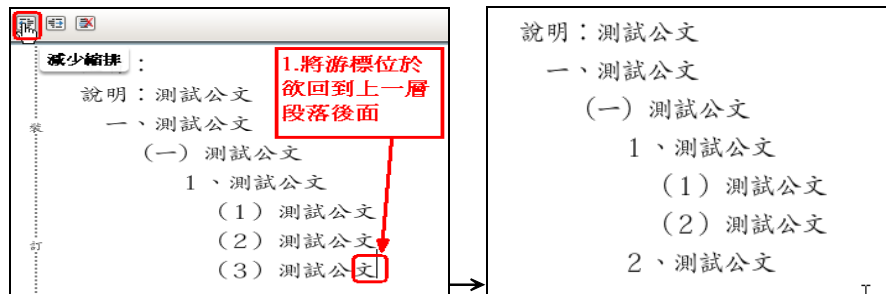 減少縮排
：
1.將游標位於
欲回到上一層
段落後面
說明：測試公文
一、測試公文
(一) 測試公文
1、測試公文
(1) 測試公文
(2) 測試公文
(3) 測試公文
裝
訂
說明：測試公文
一、測試公文
(一) 測試公文
1、測試公文
(1) 測試公文
(2) 測試公文
2、測試公文